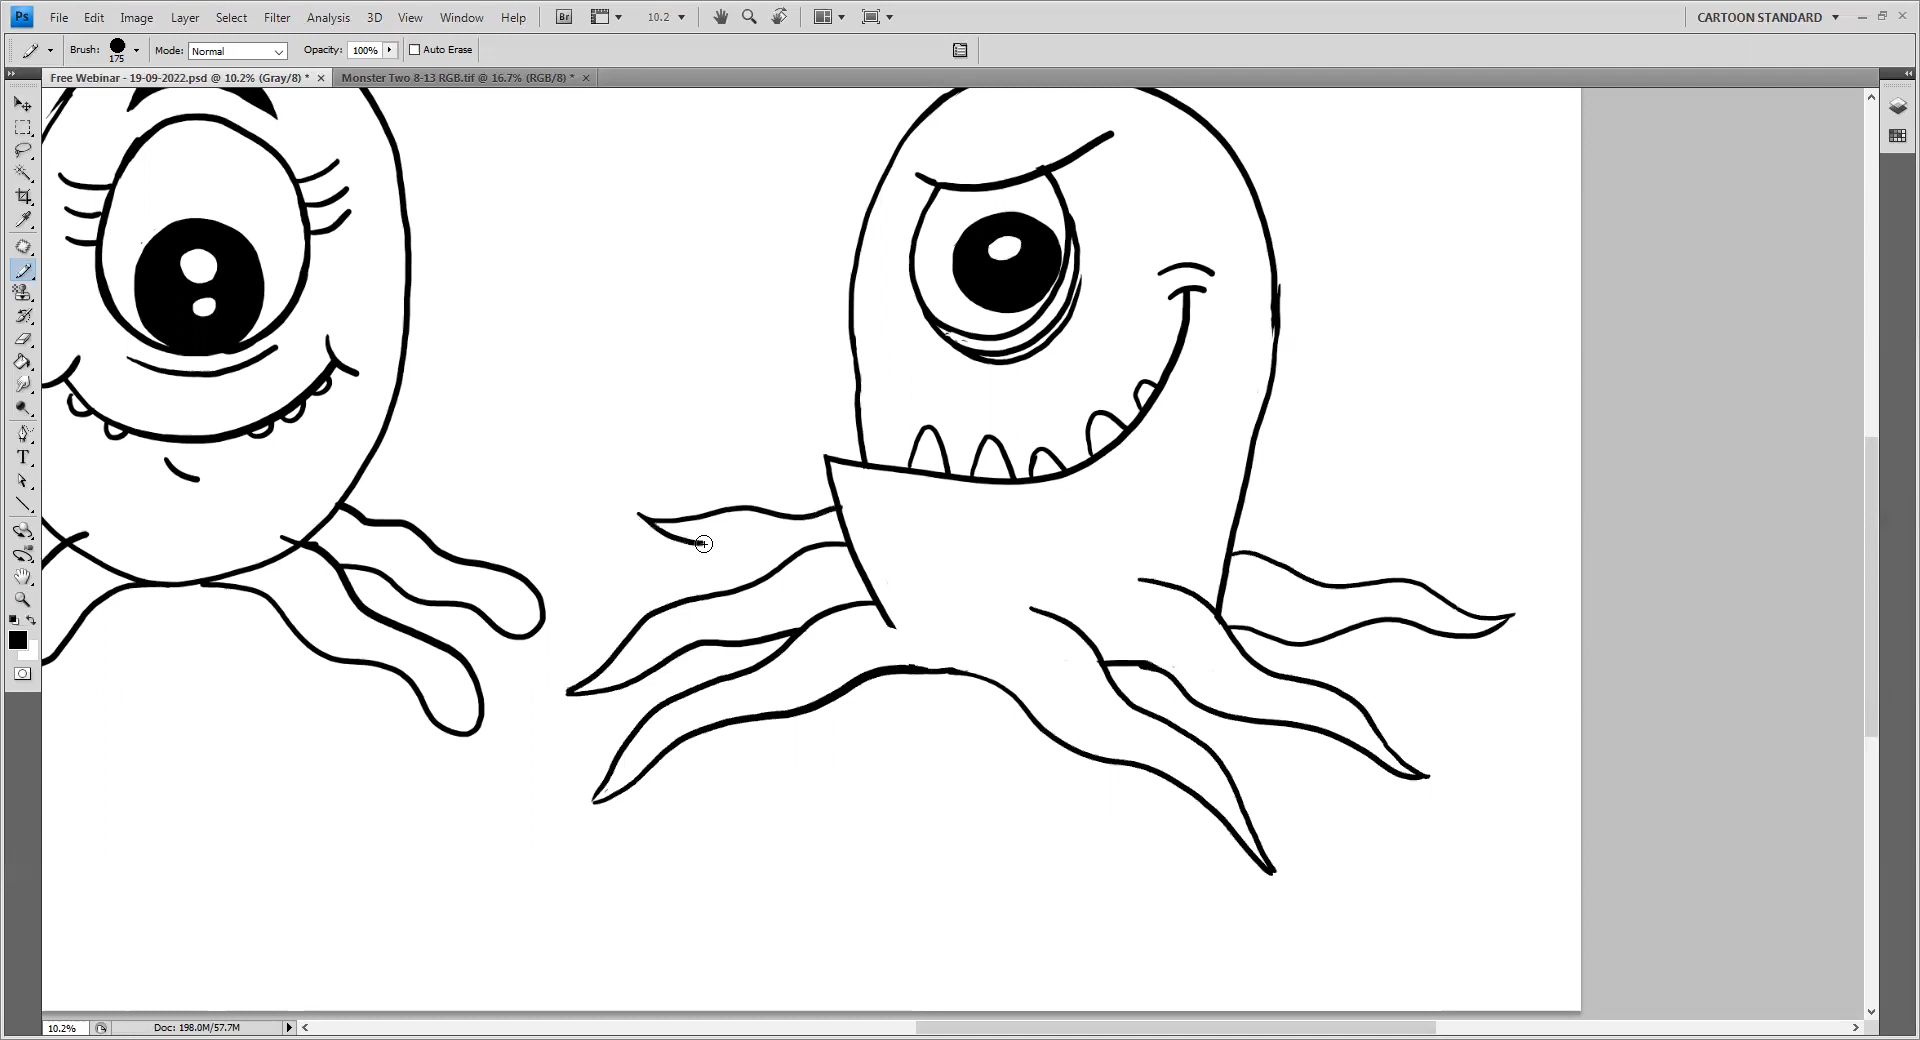 Ps File Edit Image Layer Select Filter Analysis 3D View Window Help Br 10.2 CARTOON STANDARD
Brush: 175 Mode: Normal Opacity: 100% Auto Erase
Free Webinar - 19-09-2022.psd @ 10.2% (Gray/8) * Monster Two 8-13 RGB.tif @ 16.7% (RGB/8) *
T
10.2% Doc: 198.0M/57.7M